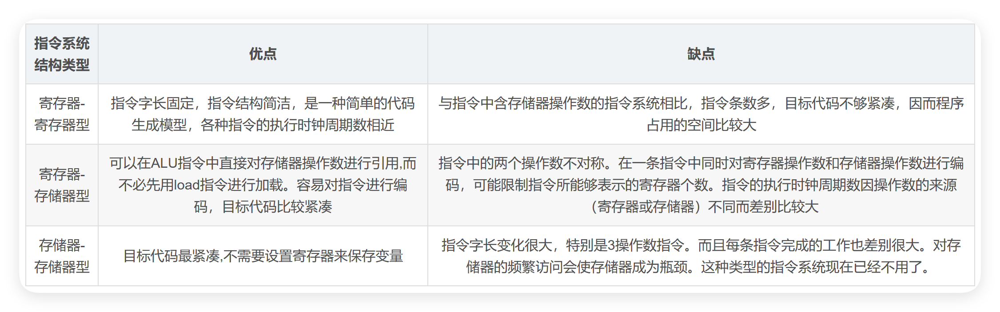 指令系统
结构类型
优点
缺点
寄存器-
寄存器型
指令字长固定，指令结构简洁，是一种简单的代码
生成模型，各种指令的执行时钟周期数相近
与指令中含存储器操作数的指令系统相比，指令条数多，目标代码不够紧凑，因而程序
占用的空间比较大
寄存器-
存储器型
可以在ALU指令中直接对存储器操作数进行引用,而
不必先用load指令进行加载。容易对指令进行编
码，目标代码比较紧凑
指令中的两个操作数不对称。在一条指令中同时对寄存器操作数和存储器操作数进行编
码，可能限制指令所能够表示的寄存器个数。指令的执行时钟周期数因操作数的来源
（寄存器或存储器）不同而差别比较大
存储器-
存储器型
目标代码最紧凑,不需要设置寄存器来保存变量
指令字长变化很大，特别是3操作数指令。而且每条指令完成的工作也差别很大。对存
储器的频繁访问会使存储器成为瓶颈。这种类型的指令系统现在已经不用了。